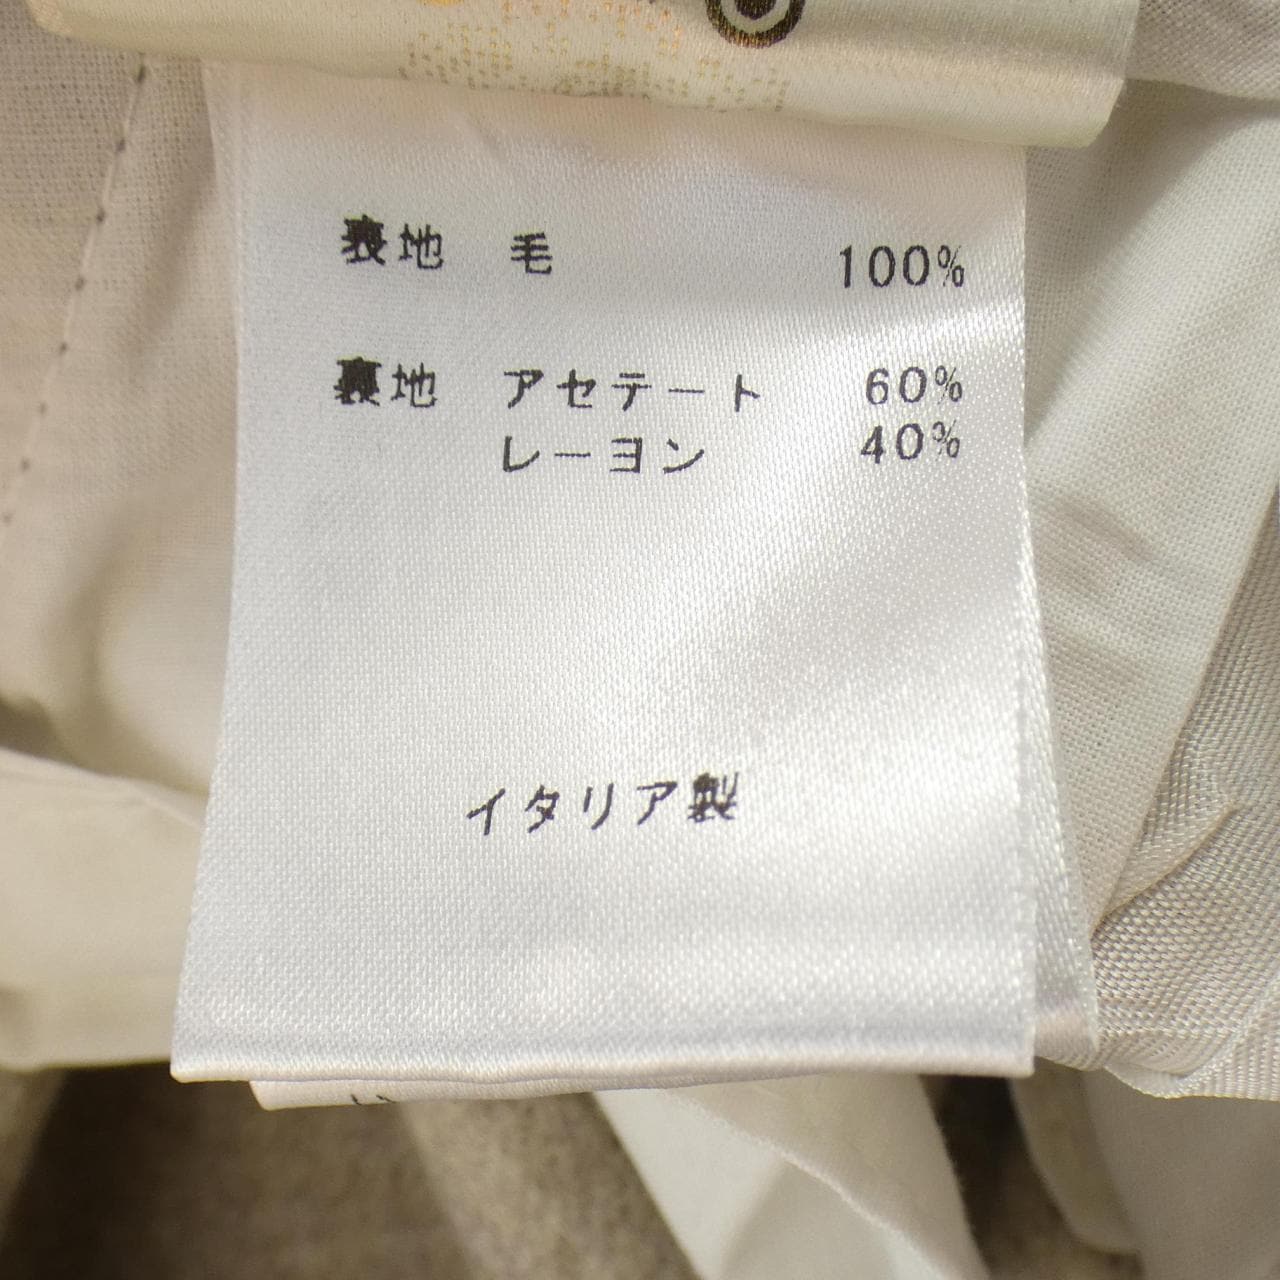 表地 毛 100%
裏地 アセテート 60%
レーヨン 40%
イタリア製